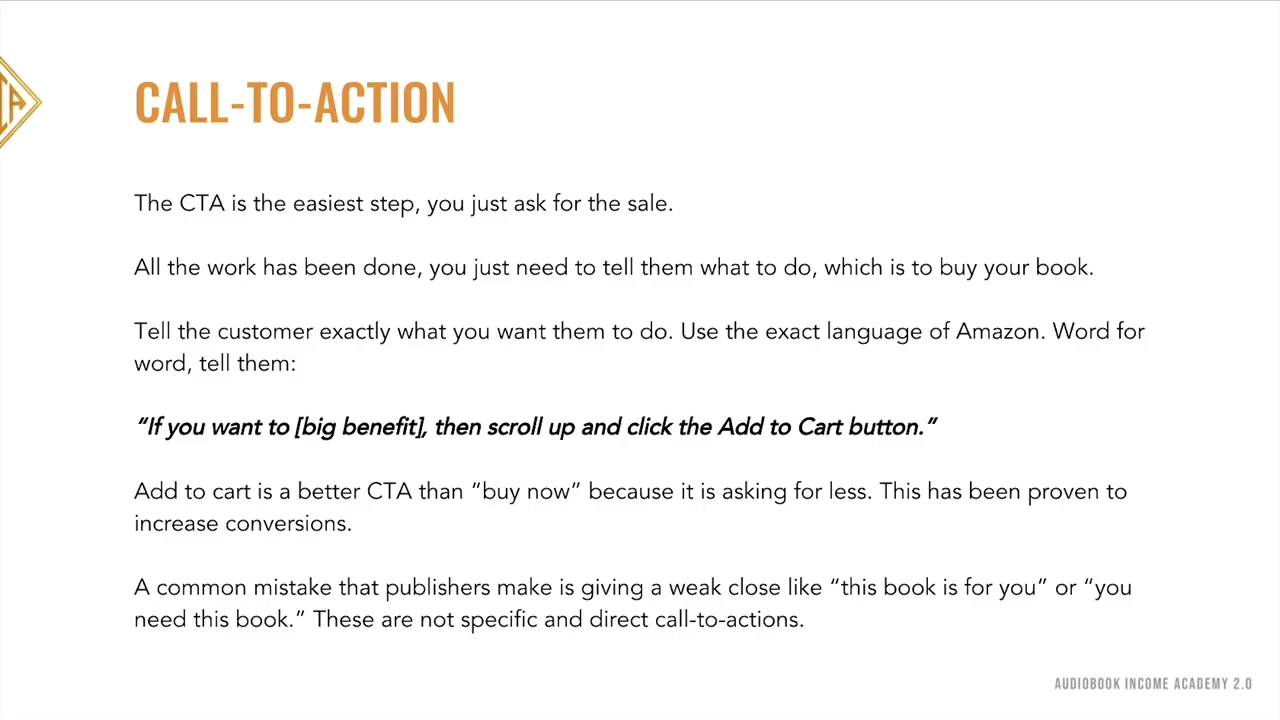 CALL-TO-ACTION
The CTA is the easiest step, you just ask for the sale.
All the work has been done, you just need to tell them what to do, which is to buy your book.
Tell the customer exactly what you want them to do. Use the exact language of Amazon. Word for
word, tell them:
“If you want to [big benefit], then scroll up and click the Add to Cart button.”
Add to cart is a better CTA than “buy now” because it is asking for less. This has been proven to
increase conversions.
A common mistake that publishers make is giving a weak close like “this book is for you” or “you
need this book.” These are not specific and direct call-to-actions.
AUDIOBOOK INCOME ACADEMY 2.0